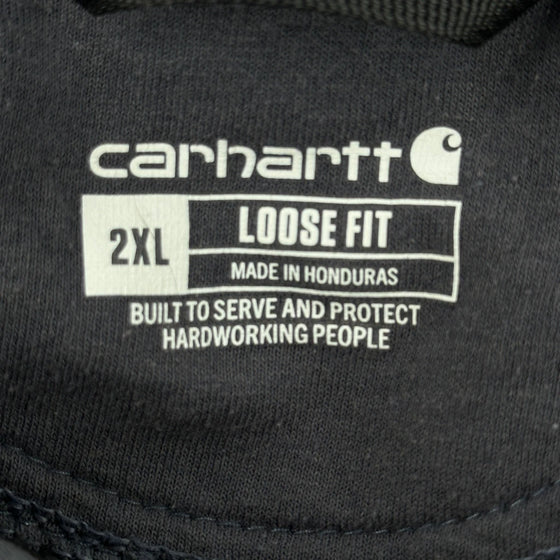 carhartt
2XL
LOOSE FIT
MADE IN HONDURAS
BUILT TO SERVE AND PROTECT
HARDWORKING PEOPLE